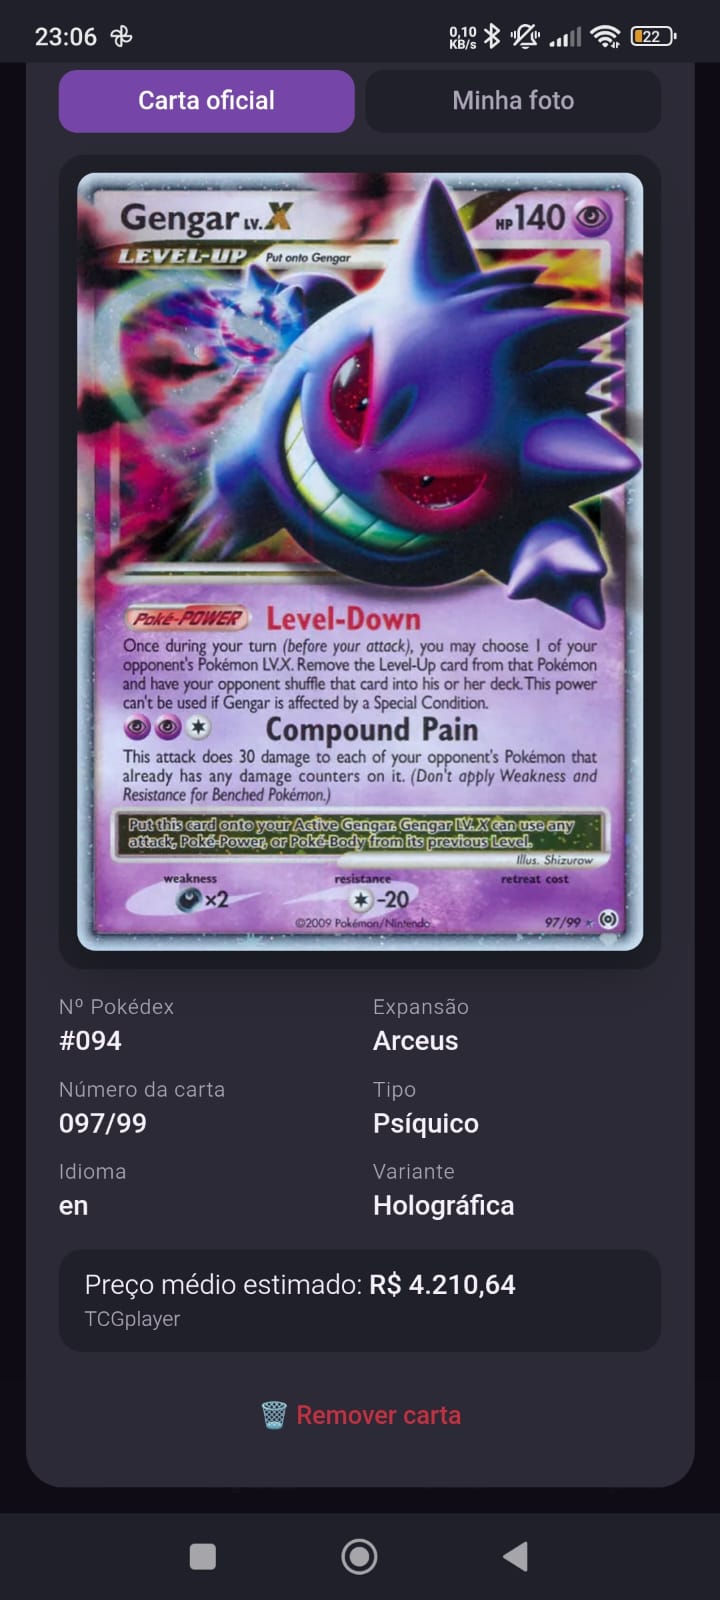 23:06
0,10
KB/s
22
Carta oficial
Minha foto
Gengar LV.X
HP 140
LEVEL-UP Put onto Gengar
Poké-POWER Level-Down
Once during your turn (before your attack), you may choose 1 of your
opponent's Pokémon LV.X. Remove the Level-Up card from that Pokémon
and have your opponent shuffle that card into his or her deck. This power
can't be used if Gengar is affected by a Special Condition.
Compound Pain
This attack does 30 damage to each of your opponent's Pokémon that
already has any damage counters on it. (Don't apply Weakness and
Resistance for Benched Pokémon.)
Put this card onto your Active Gengar. Gengar LV.X can use any
attack, Poké-Power, or Poké-Body from its previous Level.
Illus. Shizurow
weakness resistance retreat cost
×2 -20
©2009 Pokémon/Nintendo 97/99
Nº Pokédex
#094
Expansão
Arceus
Número da carta
097/99
Tipo
Psíquico
Idioma
en
Variante
Holográfica
Preço médio estimado: R$ 4.210,64
TCGplayer
Remover carta